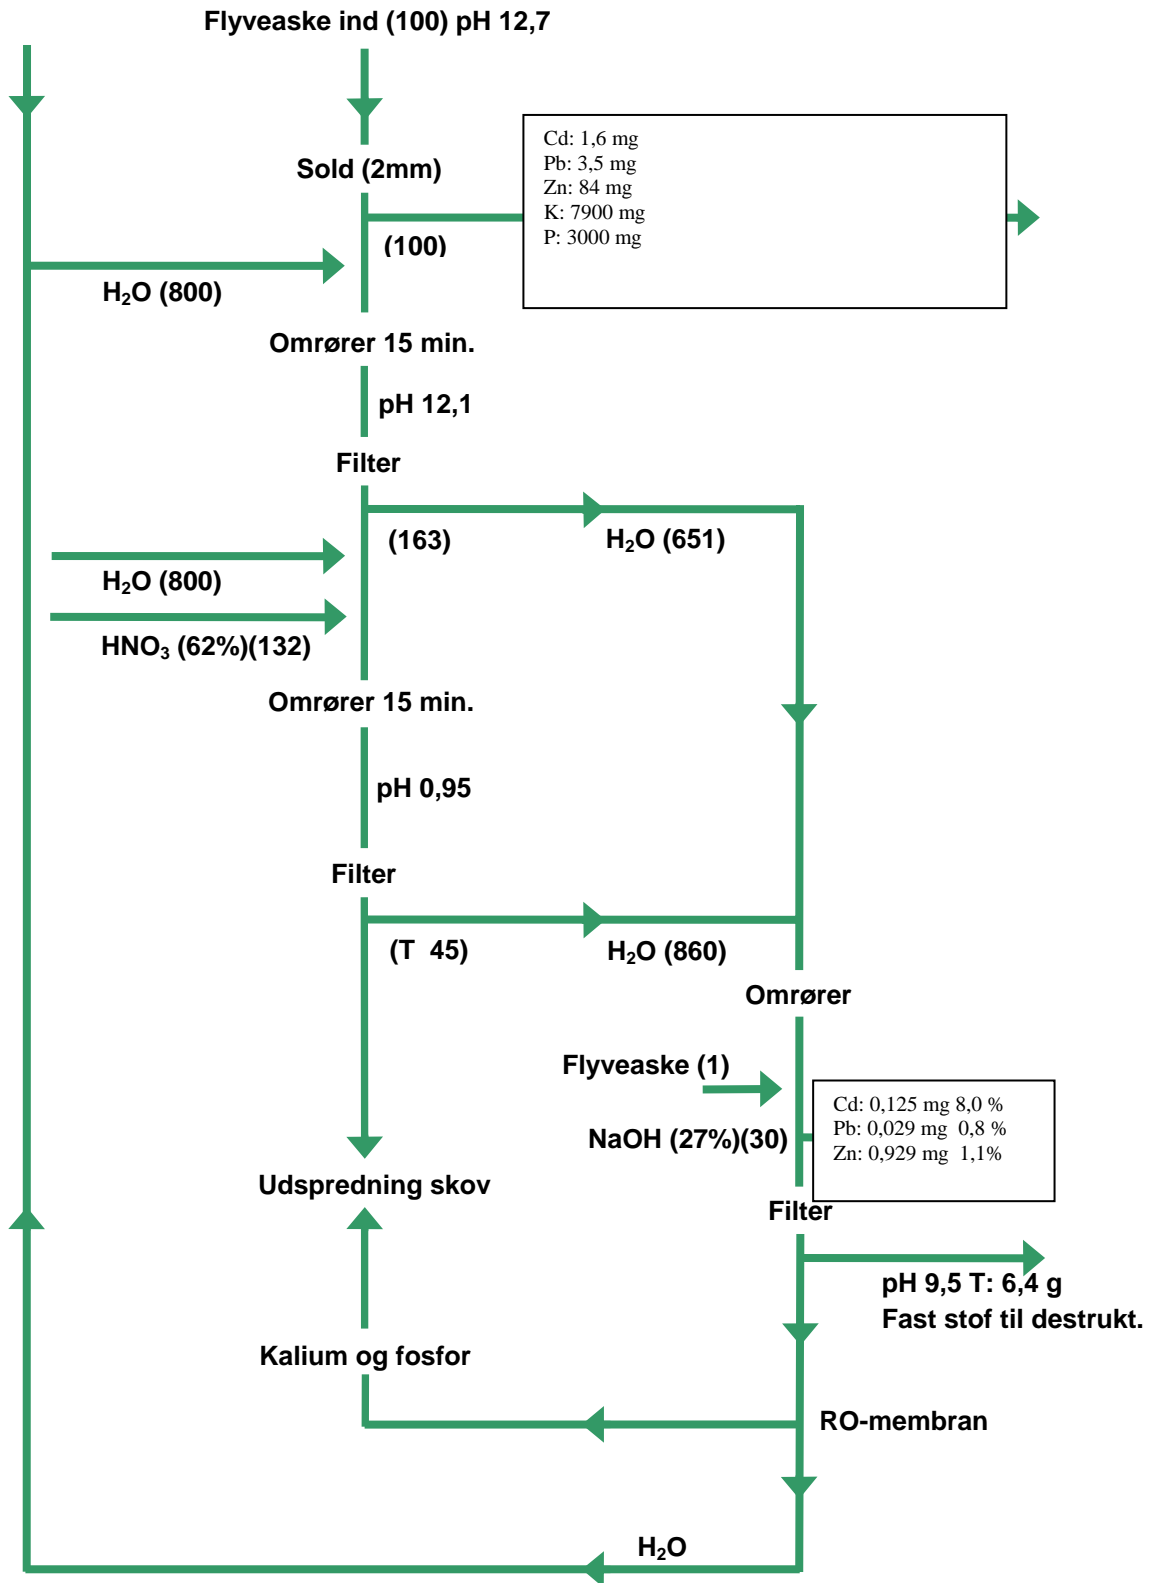 Flyveaske ind (100) pH 12,7
Cd: 1,6 mg
Pb: 3,5 mg
Zn: 84 mg
K: 7900 mg
P: 3000 mg
Sold (2mm)
(100)
H₂O (800)
Omrører 15 min.
pH 12,1
Filter
(163)
H₂O (651)
H₂O (800)
HNO₃ (62%)(132)
Omrører 15 min.
pH 0,95
Filter
(T 45)
H₂O (860)
Omrører
Flyveaske (1)
NaOH (27%)(30)
Cd: 0,125 mg 8,0 %
Pb: 0,029 mg 0,8 %
Zn: 0,929 mg 1,1%
Udspredning skov
Filter
pH 9,5 T: 6,4 g
Fast stof til destrukt.
Kalium og fosfor
RO-membran
H₂O